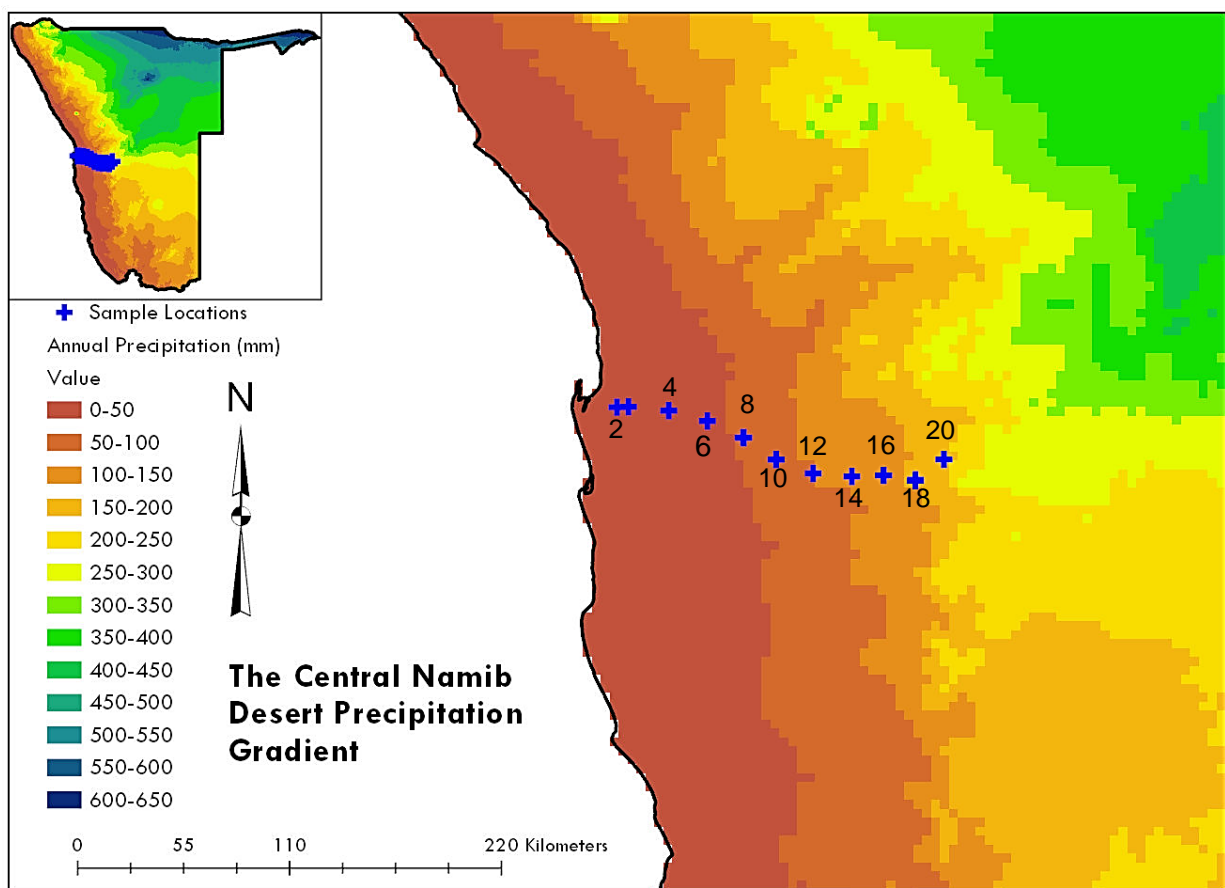 Sample Locations
Annual Precipitation (mm)
Value
0-50
50-100
100-150
150-200
200-250
250-300
300-350
350-400
400-450
450-500
500-550
550-600
600-650
N
The Central Namib
Desert Precipitation
Gradient
0 55 110 220 Kilometers
2
4
6
8
10
12
14
16
18
20